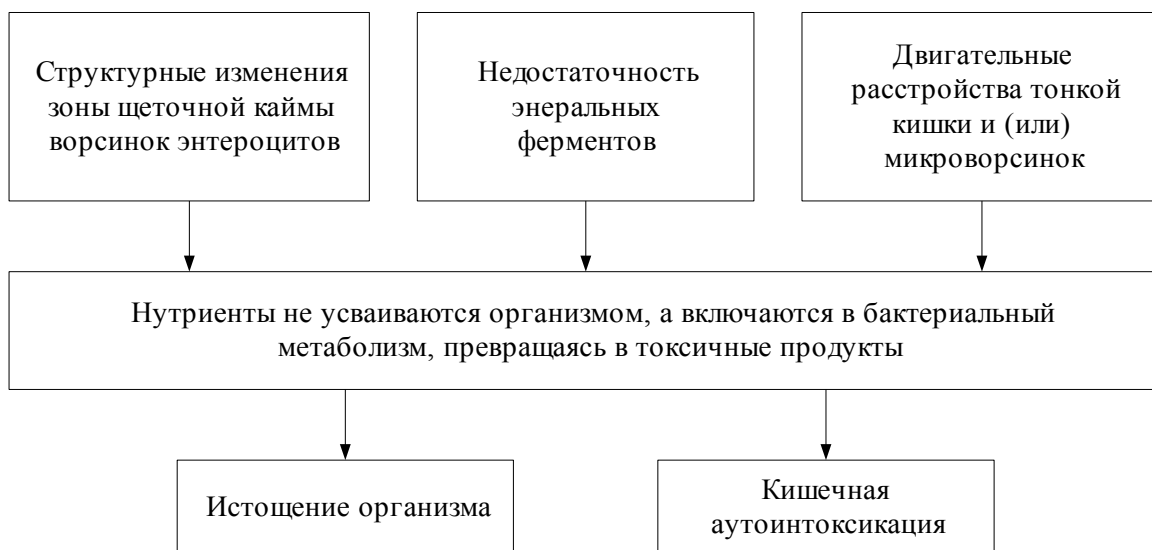 Структурные изменения
зоны щеточной каймы
ворсинок энтероцитов
Недостаточность
энеральных
ферментов
Двигательные
расстройства тонкой
кишки и (или)
микроворсинок
Нутриенты не усваиваются организмом, а включаются в бактериальный
метаболизм, превращаясь в токсичные продукты
Истощение организма
Кишечная
аутоинтоксикация